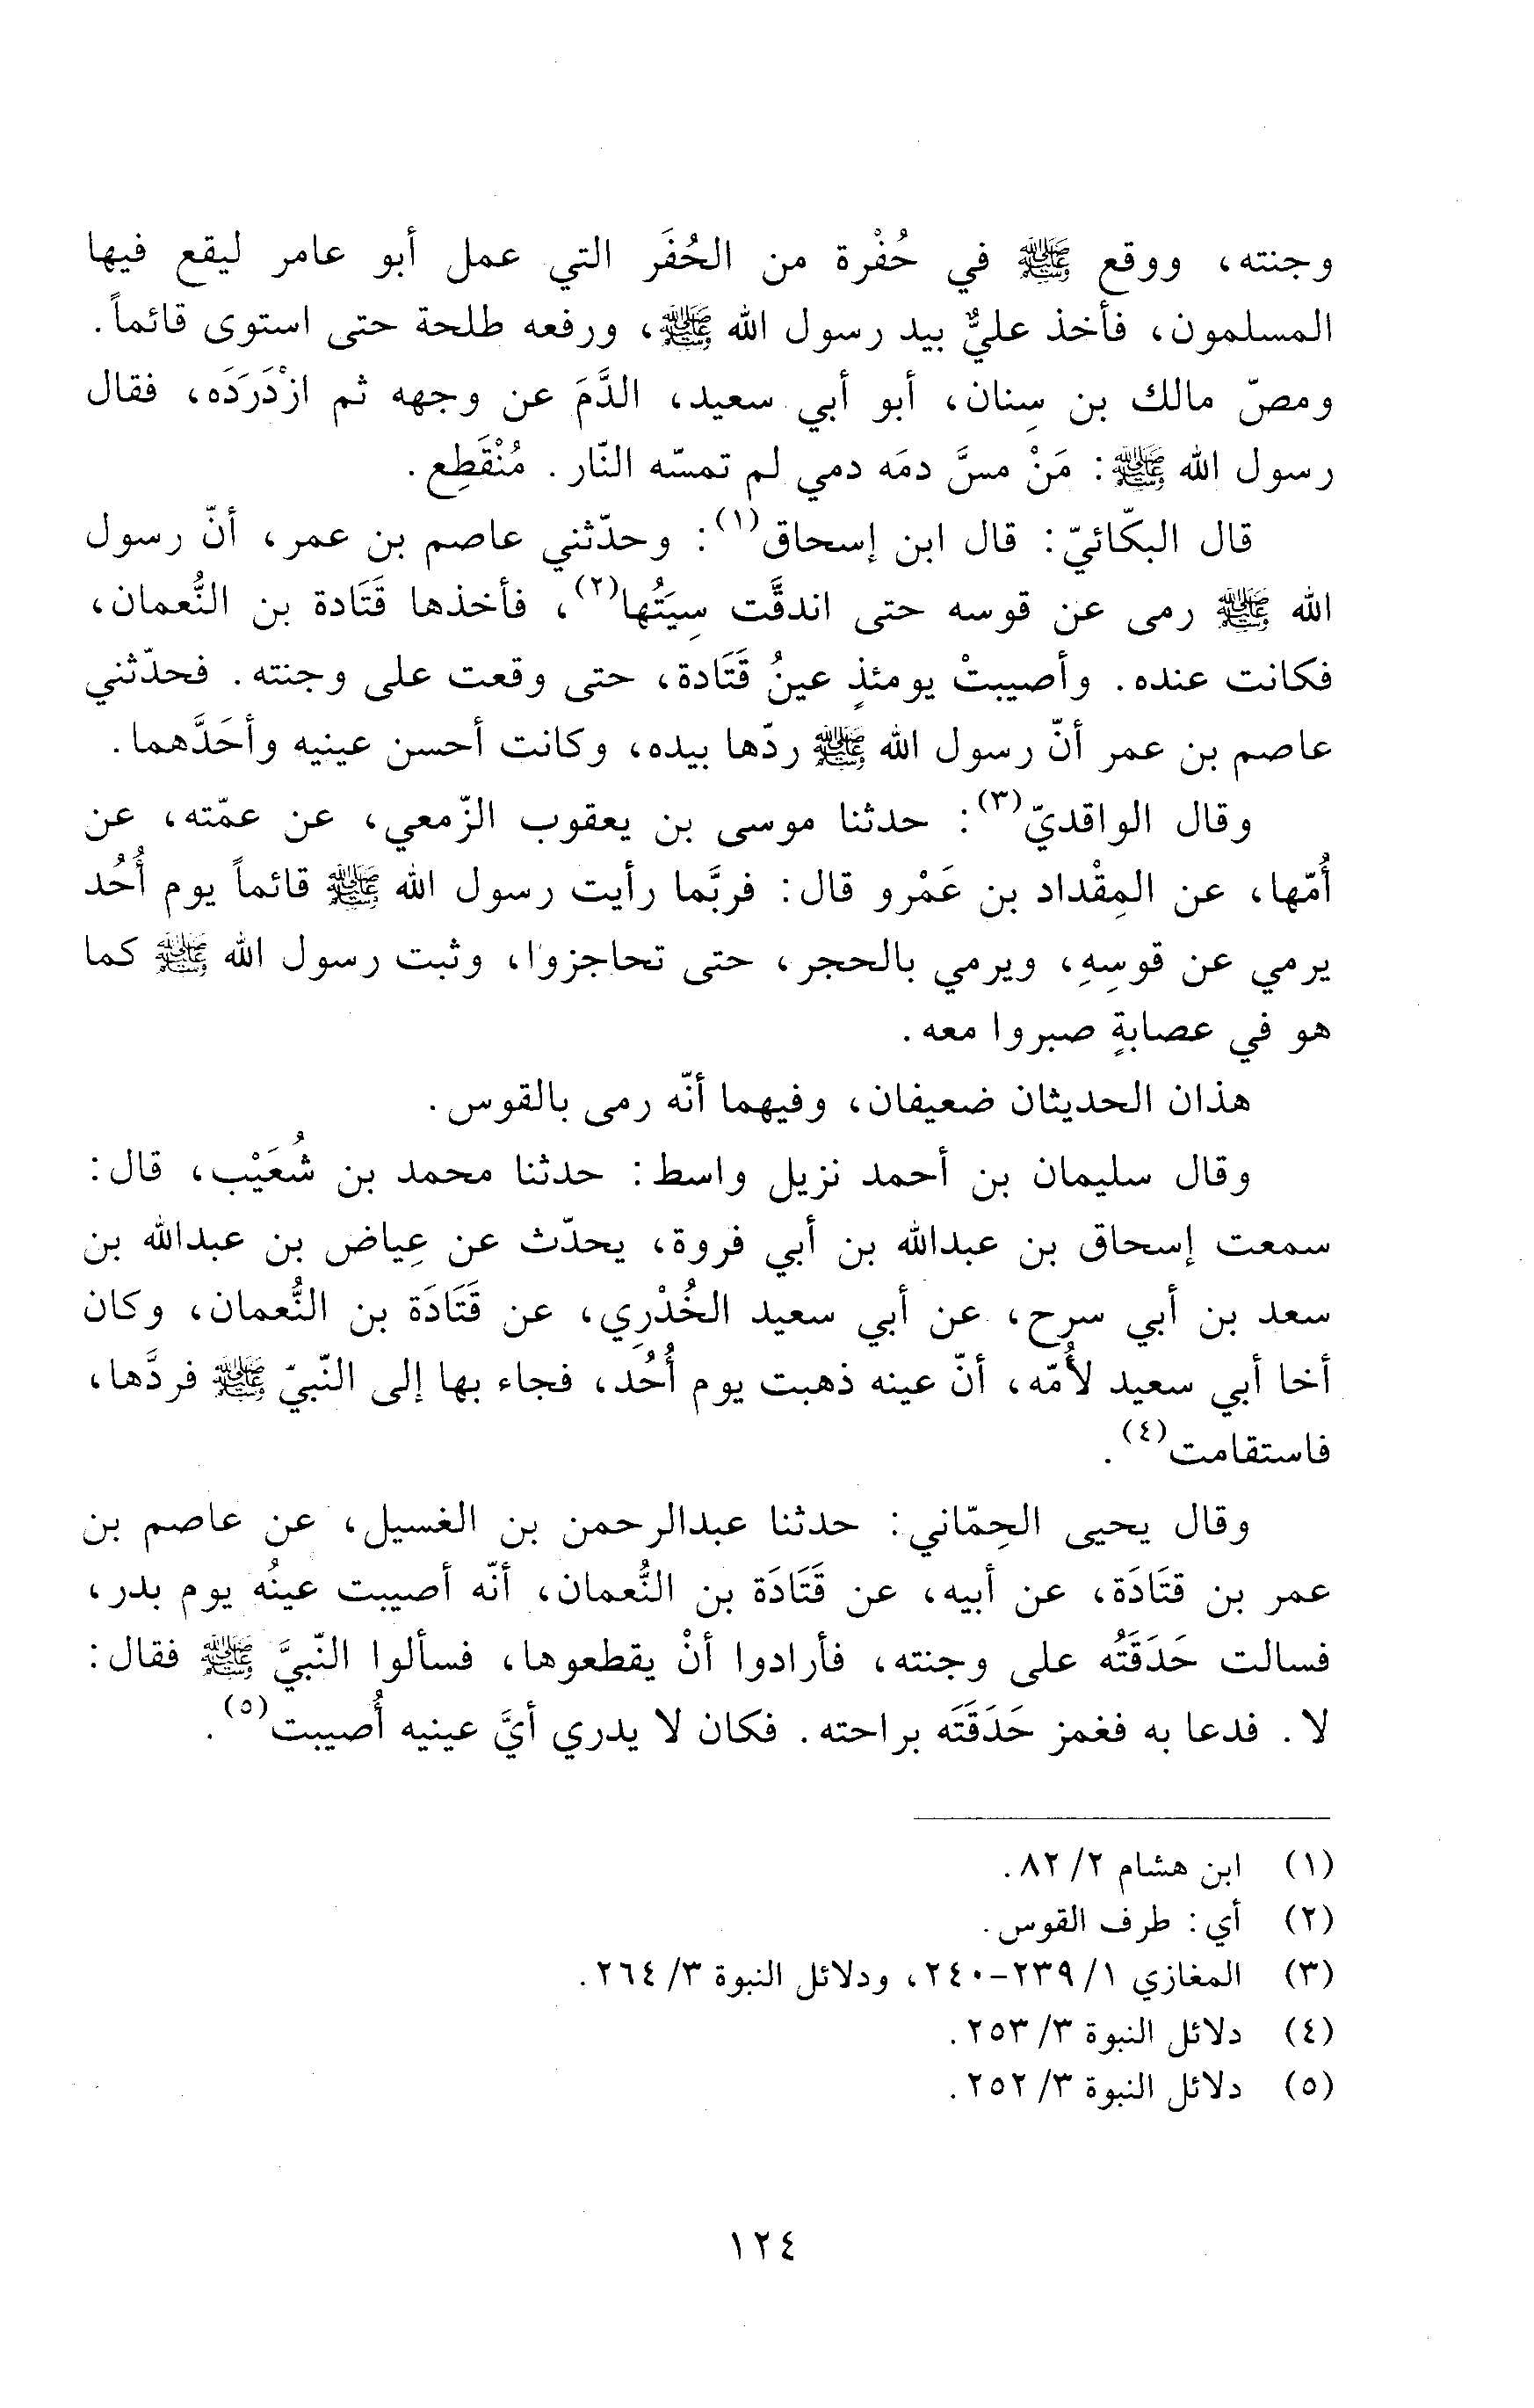 وجنته، ووقع ﷺ في حُفْرة من الحُفَر التي عمل أبو عامر ليقع فيها
المسلمون، فأخذ عليٌّ بيد رسول الله ﷺ، ورفعه طلحة حتى استوى قائماً.
ومصّ مالك بن سِنان، أبو أبي سعيد، الدَّمَ عن وجهه ثم ازْدَرَدَه، فقال
رسول الله ﷺ: مَنْ مسَّ دمَه دمي لم تمسّه النّار. مُنْقَطِع.
قال البكّائيّ: قال ابن إسحاق(١): وحدّثني عاصم بن عمر، أنّ رسول
الله ﷺ رمى عن قوسه حتى اندقَّت سِيَتُها(٢)، فأخذها قَتَادة بن النُّعمان،
فكانت عنده. وأصيبتْ يومئذٍ عينُ قَتَادة، حتى وقعت على وجنته. فحدّثني
عاصم بن عمر أنّ رسول الله ﷺ ردّها بيده، وكانت أحسن عينيه وأحَدَّهما.
وقال الواقديّ(٣): حدثنا موسى بن يعقوب الزّمعي، عن عمّته، عن
أُمّها، عن المِقْداد بن عَمْرو قال: فربَّما رأيت رسول الله ﷺ قائماً يوم أُحُد
يرمي عن قوسِهِ، ويرمي بالحجر، حتى تحاجزوا، وثبت رسول الله ﷺ كما
هو في عصابةٍ صبروا معه.
هذان الحديثان ضعيفان، وفيهما أنّه رمى بالقوس.
وقال سليمان بن أحمد نزيل واسط: حدثنا محمد بن شُعَيْب، قال:
سمعت إسحاق بن عبدالله بن أبي فروة، يحدّث عن عِياض بن عبدالله بن
سعد بن أبي سرح، عن أبي سعيد الخُدْرِي، عن قَتَادَة بن النُّعمان، وكان
أخا أبي سعيد لأُمّه، أنّ عينه ذهبت يوم أُحُد، فجاء بها إلى النّبيّ ﷺ فردَّها،
فاستقامت(٤).
وقال يحيى الحِمّاني: حدثنا عبدالرحمن بن الغسيل، عن عاصم بن
عمر بن قتَادَة، عن أبيه، عن قَتَادَة بن النُّعمان، أنّه أصيبت عينُه يوم بدر،
فسالت حَدَقَتُه على وجنته، فأرادوا أنْ يقطعوها، فسألوا النّبيَّ ﷺ فقال:
لا. فدعا به فغمز حَدَقَتَه براحته. فكان لا يدري أيَّ عينيه أُصيبت(٥).
(١) ابن هشام ٢/ ٨٢.
(٢) أي: طرف القوس.
(٣) المغازي ١/ ٢٣٩-٢٤٠، ودلائل النبوة ٣/ ٢٦٤.
(٤) دلائل النبوة ٣/ ٢٥٣.
(٥) دلائل النبوة ٣/ ٢٥٢.
١٢٤